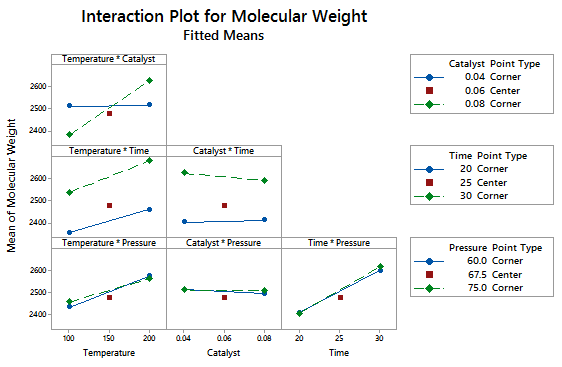 Interaction Plot for Molecular Weight
Fitted Means
Mean of Molecular Weight
Temperature * Catalyst
2600
2500
2400
Catalyst Point Type
0.04 Corner
0.06 Center
0.08 Corner
Temperature * Time
Catalyst * Time
2600
2500
2400
Time Point Type
20 Corner
25 Center
30 Corner
Temperature * Pressure
Catalyst * Pressure
Time * Pressure
2600
2500
2400
Pressure Point Type
60.0 Corner
67.5 Center
75.0 Corner
100 150 200
0.04 0.06 0.08
20 25 30
Temperature
Catalyst
Time